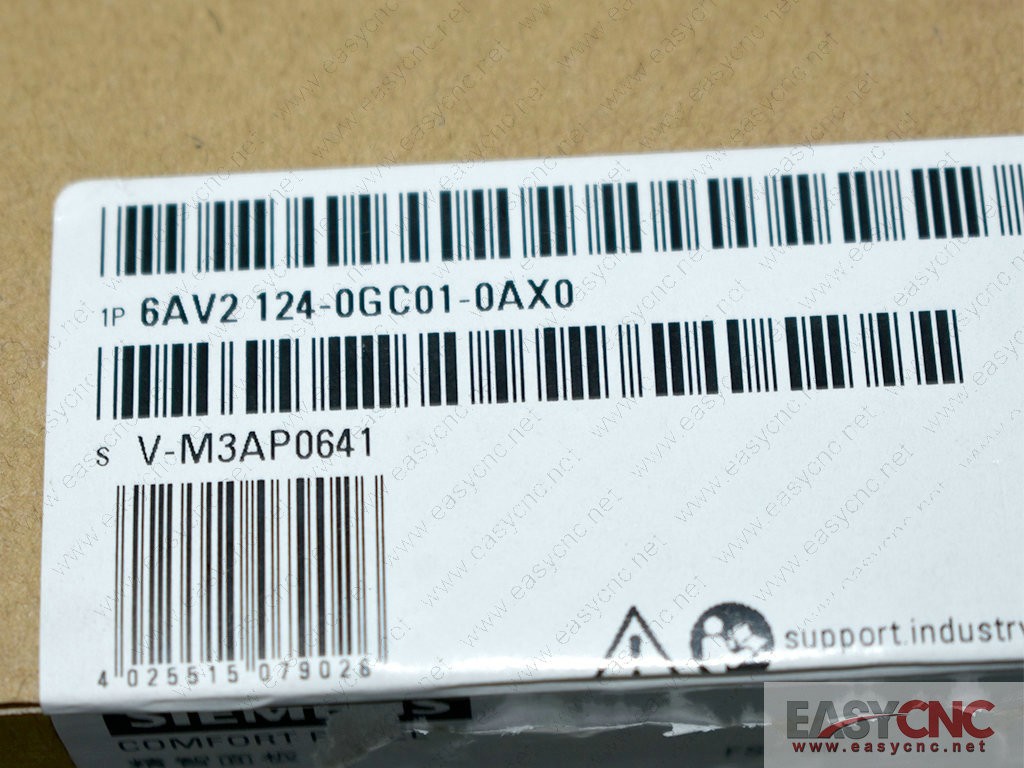 1P 6AV2 124-0GC01-0AX0
S V-M3AP0641
4 025515 079026
support.industry
SIEMENS
COMFORT
EASYCNC
www.easycnc.net